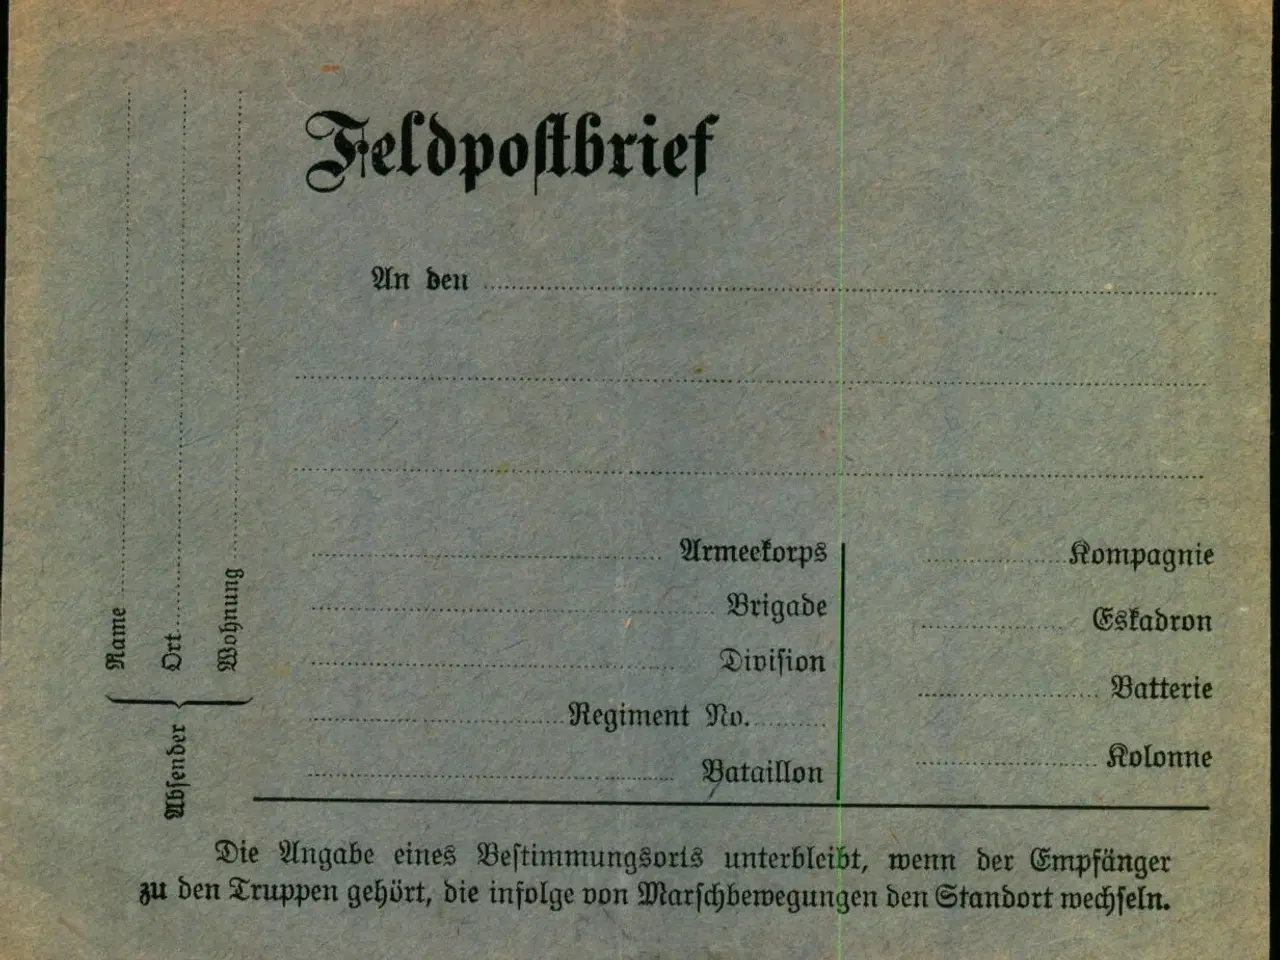 Feldpostbrief
An den
Armeekorps
Brigade
Division
Regiment No.
Bataillon
Kompagnie
Eskadron
Batterie
Kolonne
Name
Ort
Wohnung
Absender
Die Angabe eines Bestimmungsorts unterbleibt, wenn der Empfänger
zu den Truppen gehört, die infolge von Marschbewegungen den Standort wechseln.